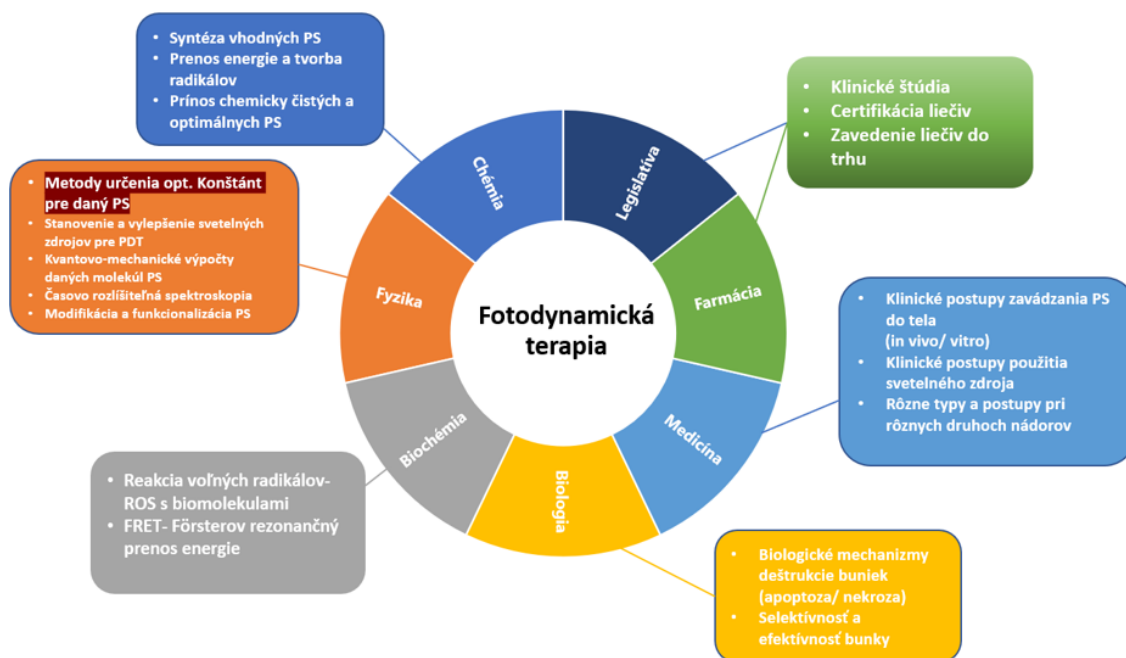 Syntéza vhodných PS
Prenos energie a tvorba
radikálov
Prínos chemicky čistých a
optimálnych PS
Klinické štúdia
Certifikácia liečiv
Zavedenie liečiv do
trhu
Metody určenia opt. Konštánt
pre daný PS
Stanovenie a vylepšenie svetelných
zdrojov pre PDT
Kvantovo-mechanické výpočty
daných molekúl PS
Časovo rozlíšiteľná spektroskopia
Modifikácia a funkcionalizácia PS
Chémia
Legislatíva
Fyzika
Farmácia
Fotodynamická
terapia
Biochémia
Medicína
Biologia
Klinické postupy zavádzania PS
do tela
(in vivo/ vitro)
Klinické postupy použitia
svetelného zdroja
Rôzne typy a postupy pri
rôznych druhoch nádorov
Reakcia voľných radikálov-
ROS s biomolekulami
FRET- Försterov rezonančný
prenos energie
Biologické mechanizmy
deštrukcie buniek
(apoptoza/ nekroza)
Selektívnosť a
efektívnosť bunky